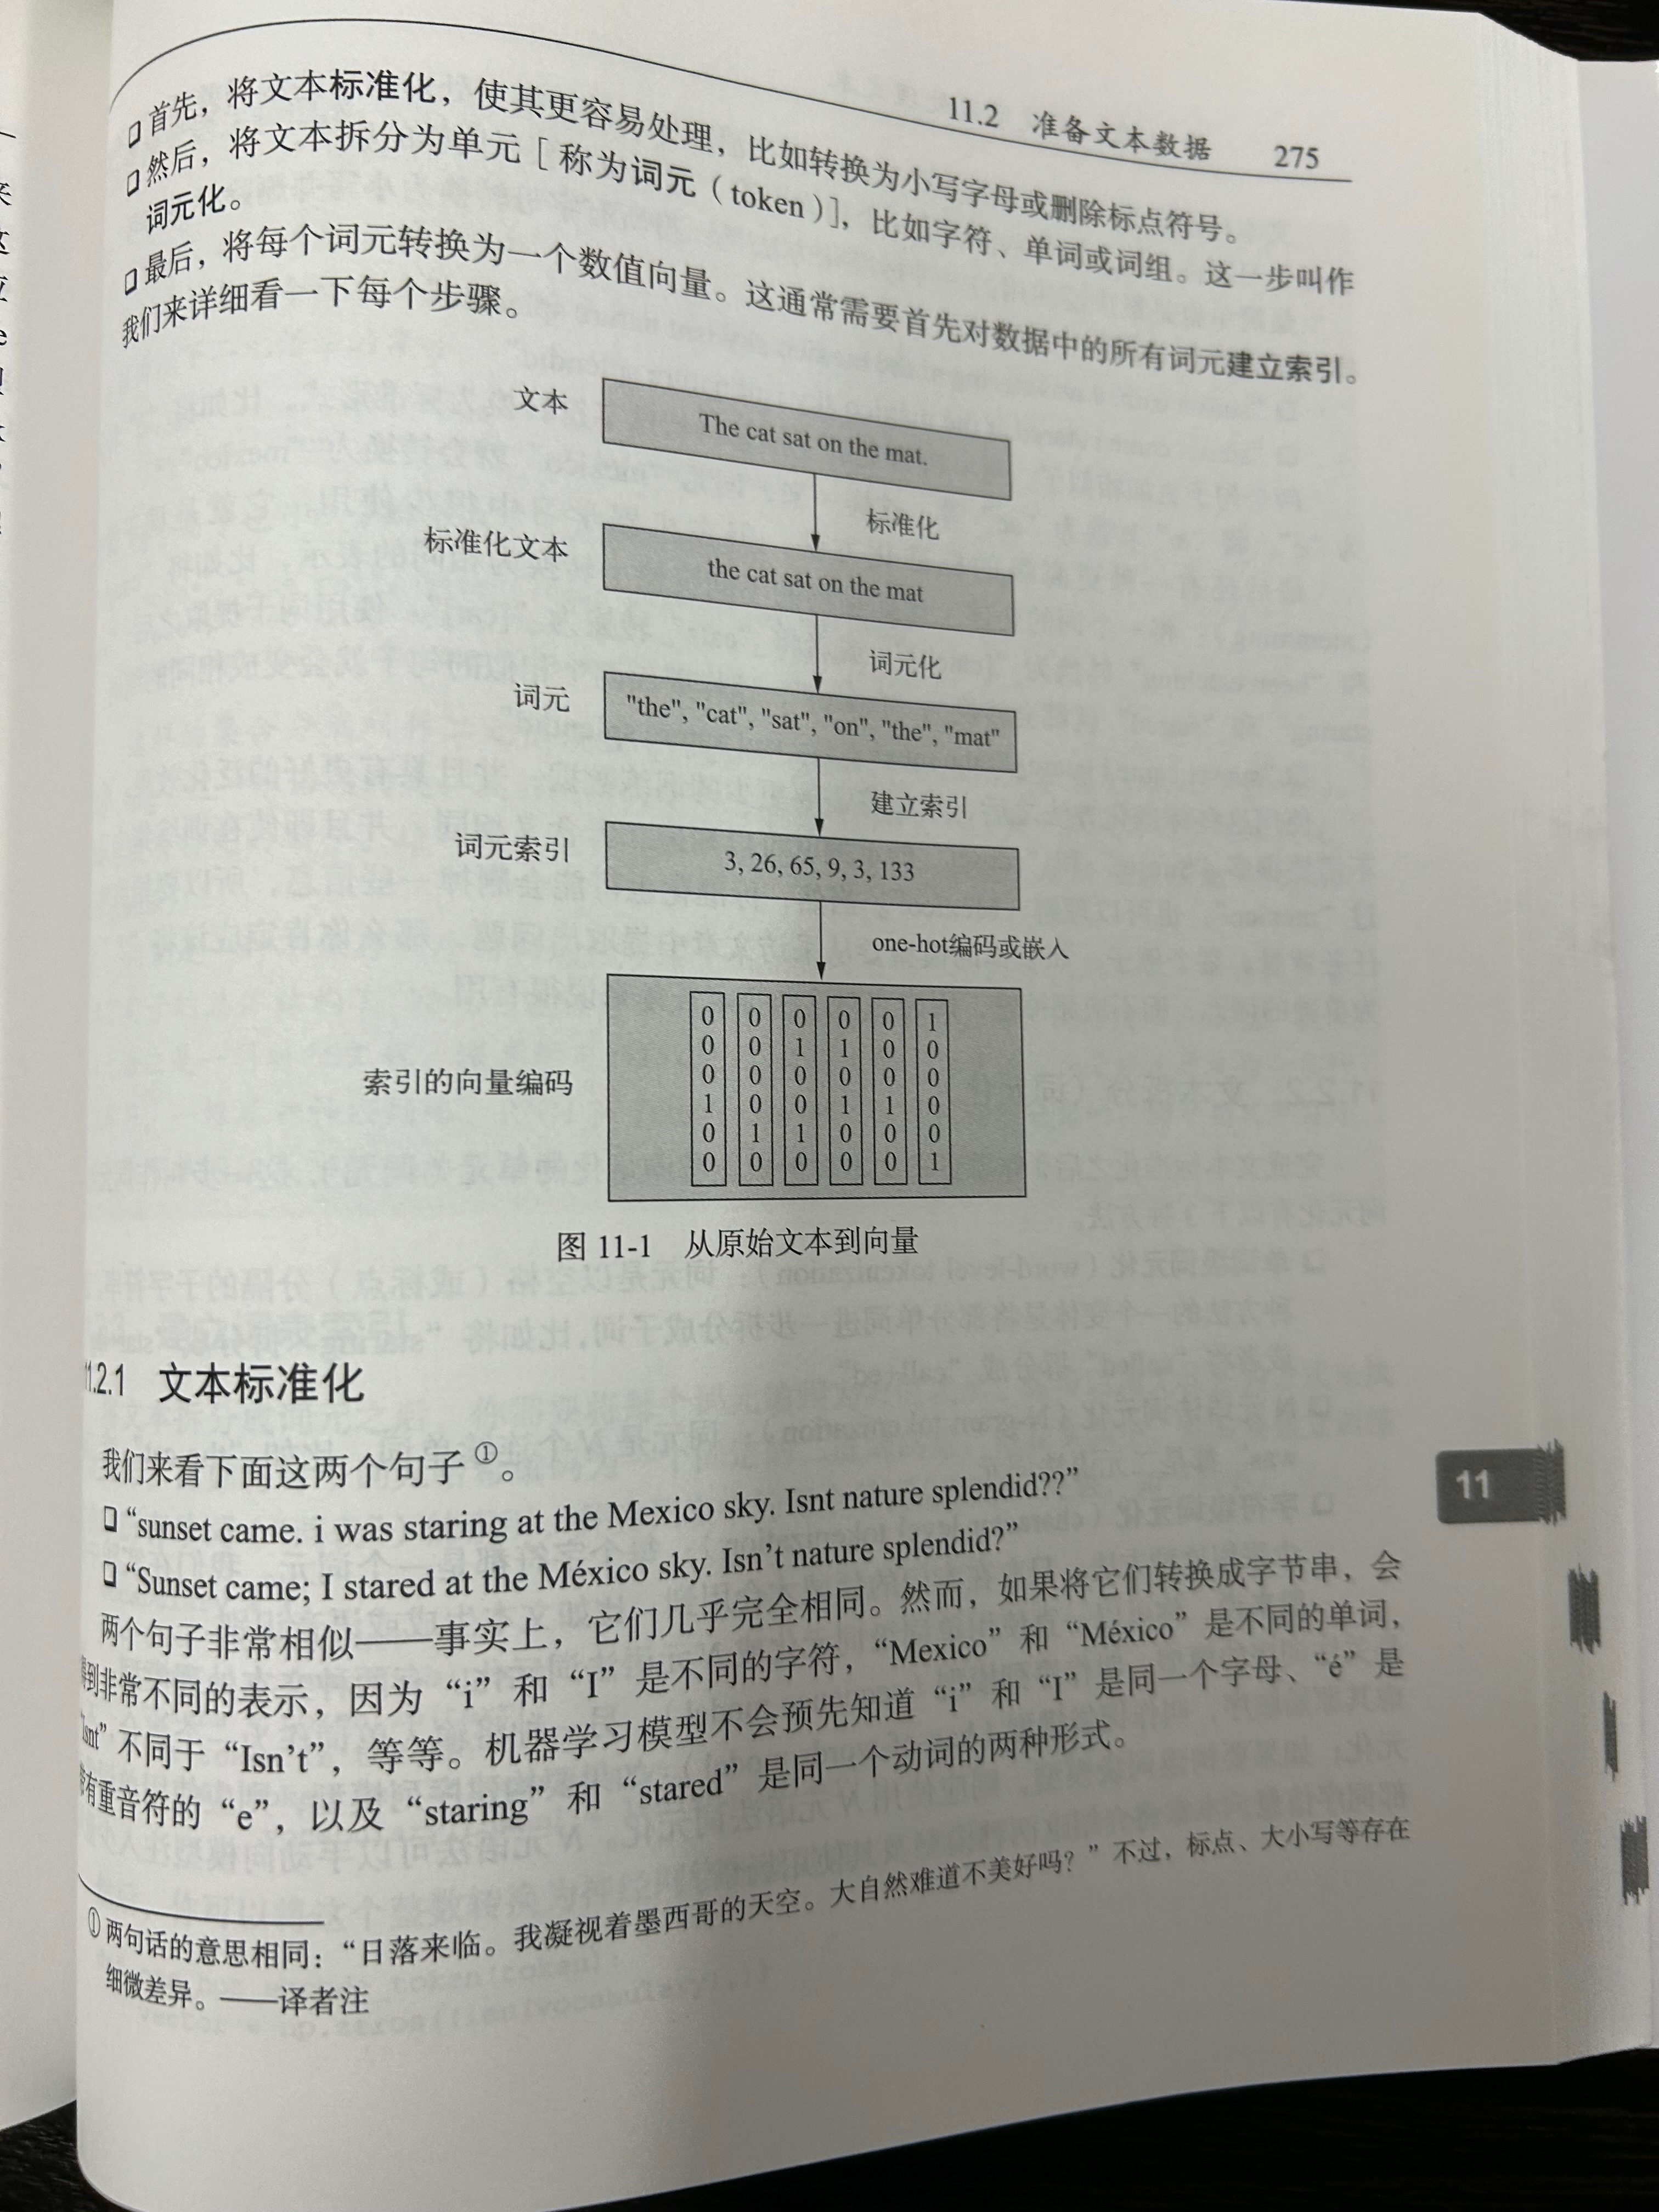 11.2 准备文本数据 275
❑ 首先，将文本标准化，使其更容易处理，比如转换为小写字母或删除标点符号。
❑ 然后，将文本拆分为单元［称为词元（token）］，比如字符、单词或词组。这一步叫作
词元化。
❑ 最后，将每个词元转换为一个数值向量。这通常需要首先对数据中的所有词元建立索引。
我们来详细看一下每个步骤。
文本 The cat sat on the mat.
标准化
标准化文本 the cat sat on the mat
词元化
词元 "the", "cat", "sat", "on", "the", "mat"
建立索引
词元索引 3, 26, 65, 9, 3, 133
one-hot编码或嵌入
0 0 0 0 0 1
0 0 1 1 0 0
0 0 0 0 0 0
索引的向量编码
1 0 0 1 1 0
0 1 1 0 0 0
0 0 0 0 0 1
图 11-1 从原始文本到向量
11.2.1 文本标准化
我们来看下面这两个句子①。
❑ “sunset came. i was staring at the Mexico sky. Isnt nature splendid??”
❑ “Sunset came; I stared at the México sky. Isn’t nature splendid?”
两个句子非常相似——事实上，它们几乎完全相同。然而，如果将它们转换成字节串，会
得到非常不同的表示，因为“i”和“I”是不同的字符，“Mexico”和“México”是不同的单词，
“Isnt”不同于“Isn’t”，等等。机器学习模型不会预先知道“i”和“I”是同一个字母、“é”是
带有重音符的“e”，以及“staring”和“stared”是同一个动词的两种形式。
11
① 两句话的意思相同：“日落来临。我凝视着墨西哥的天空。大自然难道不美好吗？”不过，标点、大小写等存在
细微差异。——译者注